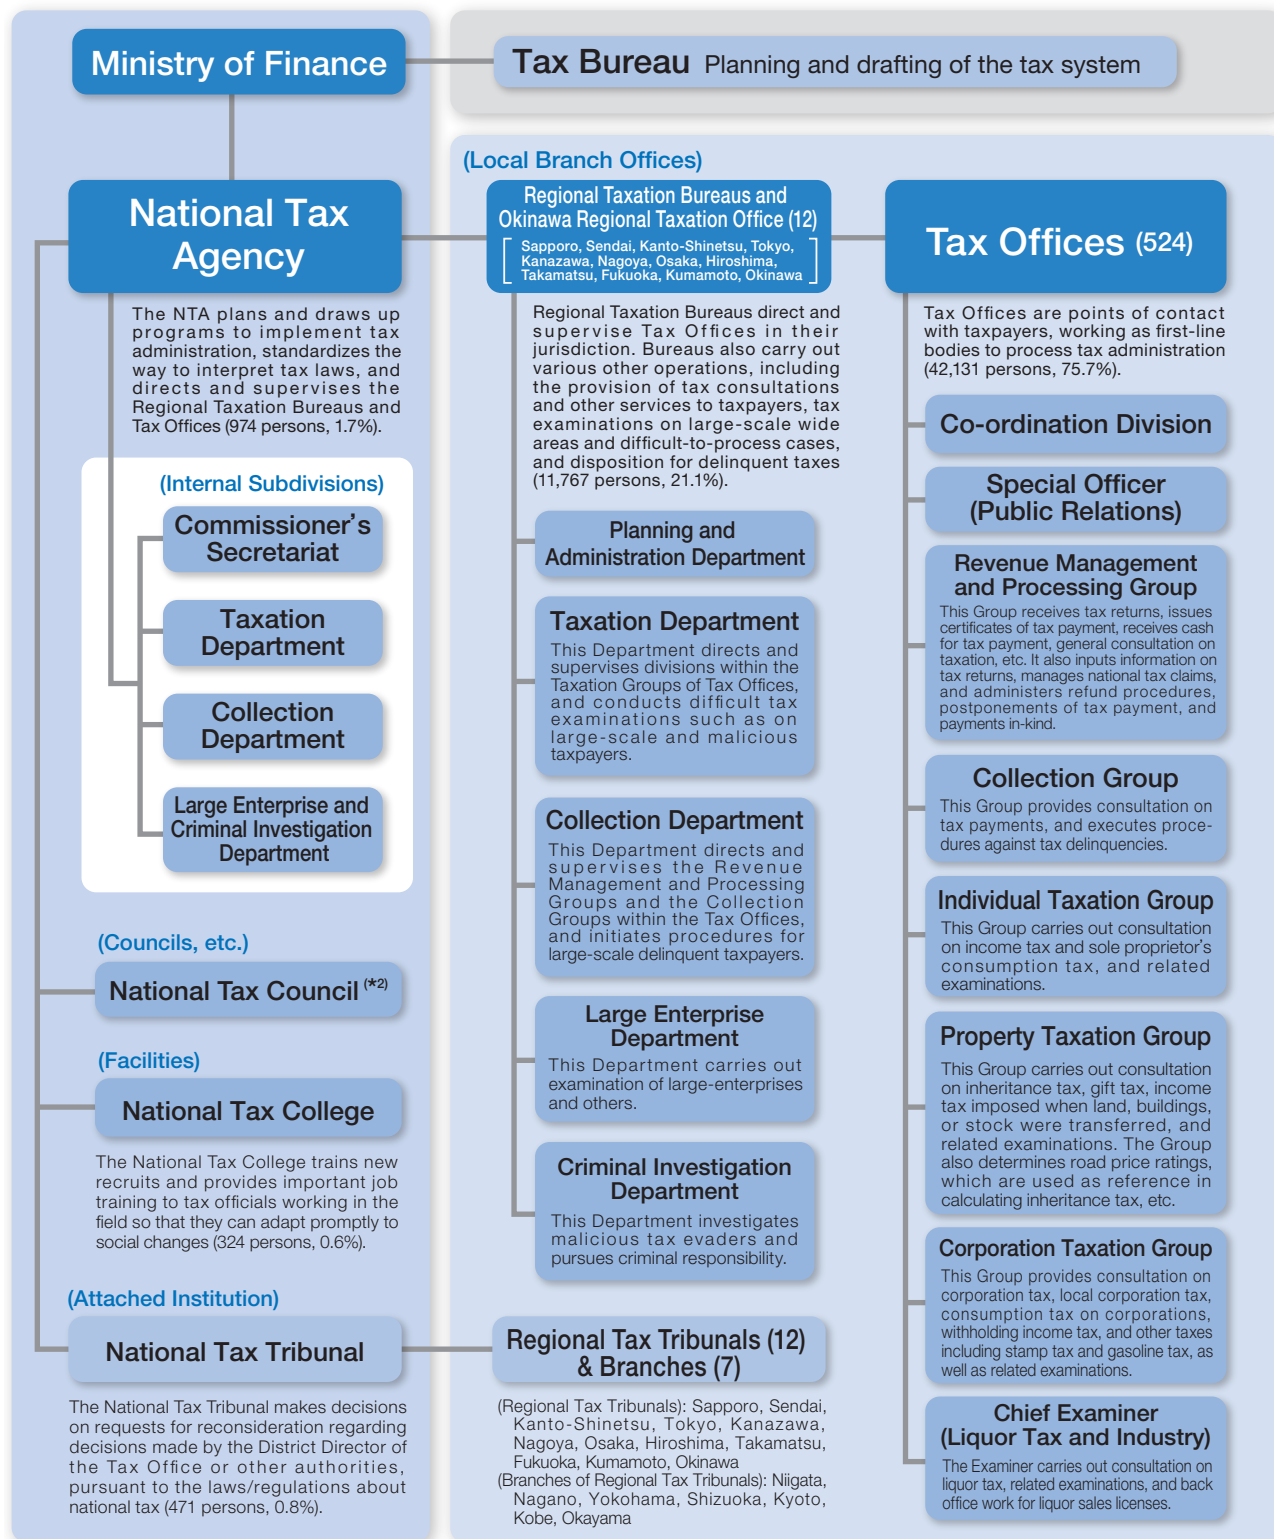 Ministry of Finance
Tax Bureau Planning and drafting of the tax system
National Tax
Agency
The NTA plans and draws up
programs to implement tax
administration, standardizes the
way to interpret tax laws, and
directs and supervises the
Regional Taxation Bureaus and
Tax Offices (974 persons, 1.7%).
(Internal Subdivisions)
Commissioner's
Secretariat
Taxation
Department
Collection
Department
Large Enterprise and
Criminal Investigation
Department
(Councils, etc.)
National Tax Council (*2)
(Facilities)
National Tax College
The National Tax College trains new
recruits and provides important job
training to tax officials working in the
field so that they can adapt promptly to
social changes (324 persons, 0.6%).
(Attached Institution)
National Tax Tribunal
The National Tax Tribunal makes decisions
on requests for reconsideration regarding
decisions made by the District Director of
the Tax Office or other authorities,
pursuant to the laws/regulations about
national tax (471 persons, 0.8%).
(Local Branch Offices)
Regional Taxation Bureaus and
Okinawa Regional Taxation Office (12)
Sapporo, Sendai, Kanto-Shinetsu, Tokyo,
Kanazawa, Nagoya, Osaka, Hiroshima,
Takamatsu, Fukuoka, Kumamoto, Okinawa
Regional Taxation Bureaus direct and
supervise Tax Offices in their
jurisdiction. Bureaus also carry out
various other operations, including
the provision of tax consultations
and other services to taxpayers, tax
examinations on large-scale wide
areas and difficult-to-process cases,
and disposition for delinquent taxes
(11,767 persons, 21.1%).
Planning and
Administration Department
Taxation Department
This Department directs and
supervises divisions within the
Taxation Groups of Tax Offices,
and conducts difficult tax
examinations such as on
large-scale and malicious
taxpayers.
Collection Department
This Department directs and
supervises the Revenue
Management and Processing
Groups and the Collection
Groups within the Tax Offices,
and initiates procedures for
large-scale delinquent taxpayers.
Large Enterprise
Department
This Department carries out
examination of large-enterprises
and others.
Criminal Investigation
Department
This Department investigates
malicious tax evaders and
pursues criminal responsibility.
Regional Tax Tribunals (12)
& Branches (7)
(Regional Tax Tribunals): Sapporo, Sendai,
Kanto-Shinetsu, Tokyo, Kanazawa,
Nagoya, Osaka, Hiroshima, Takamatsu,
Fukuoka, Kumamoto, Okinawa
(Branches of Regional Tax Tribunals): Niigata,
Nagano, Yokohama, Shizuoka, Kyoto,
Kobe, Okayama
Tax Offices (524)
Tax Offices are points of contact
with taxpayers, working as first-line
bodies to process tax administration
(42,131 persons, 75.7%).
Co-ordination Division
Special Officer
(Public Relations)
Revenue Management
and Processing Group
This Group receives tax returns, issues
certificates of tax payment, receives cash
for tax payment, general consultation on
taxation, etc. It also inputs information on
tax returns, manages national tax claims,
and administers refund procedures,
postponements of tax payment, and
payments in-kind.
Collection Group
This Group provides consultation on
tax payments, and executes proce-
dures against tax delinquencies.
Individual Taxation Group
This Group carries out consultation
on income tax and sole proprietor's
consumption tax, and related
examinations.
Property Taxation Group
This Group carries out consultation
on inheritance tax, gift tax, income
tax imposed when land, buildings,
or stock were transferred, and
related examinations. The Group
also determines road price ratings,
which are used as reference in
calculating inheritance tax, etc.
Corporation Taxation Group
This Group provides consultation on
corporation tax, local corporation tax,
consumption tax on corporations,
withholding income tax, and other taxes
including stamp tax and gasoline tax, as
well as related examinations.
Chief Examiner
(Liquor Tax and Industry)
The Examiner carries out consultation on
liquor tax, related examinations, and back
office work for liquor sales licenses.